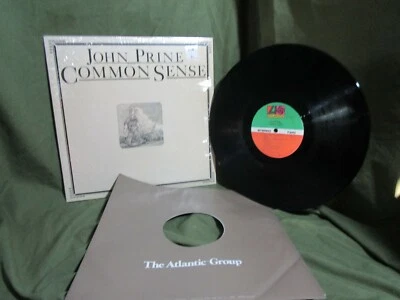 JOHN PRINE
COMMON SENSE
The Atlantic Group